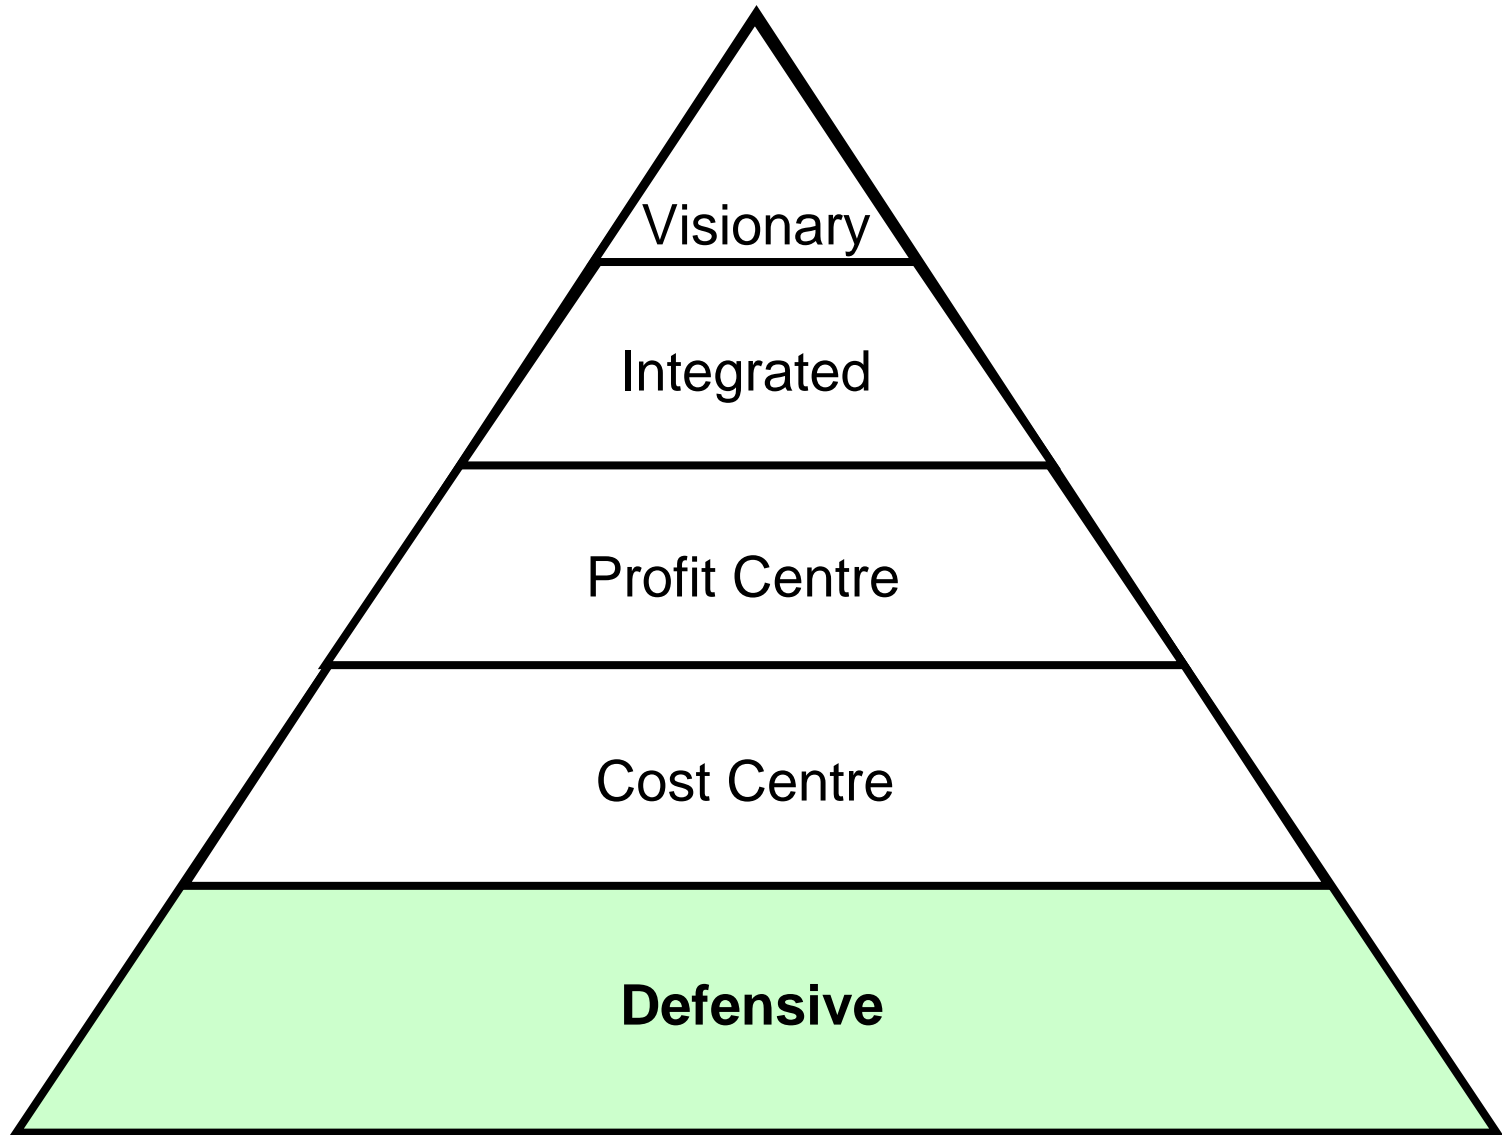 Visionary
Integrated
Profit Centre
Cost Centre
Defensive